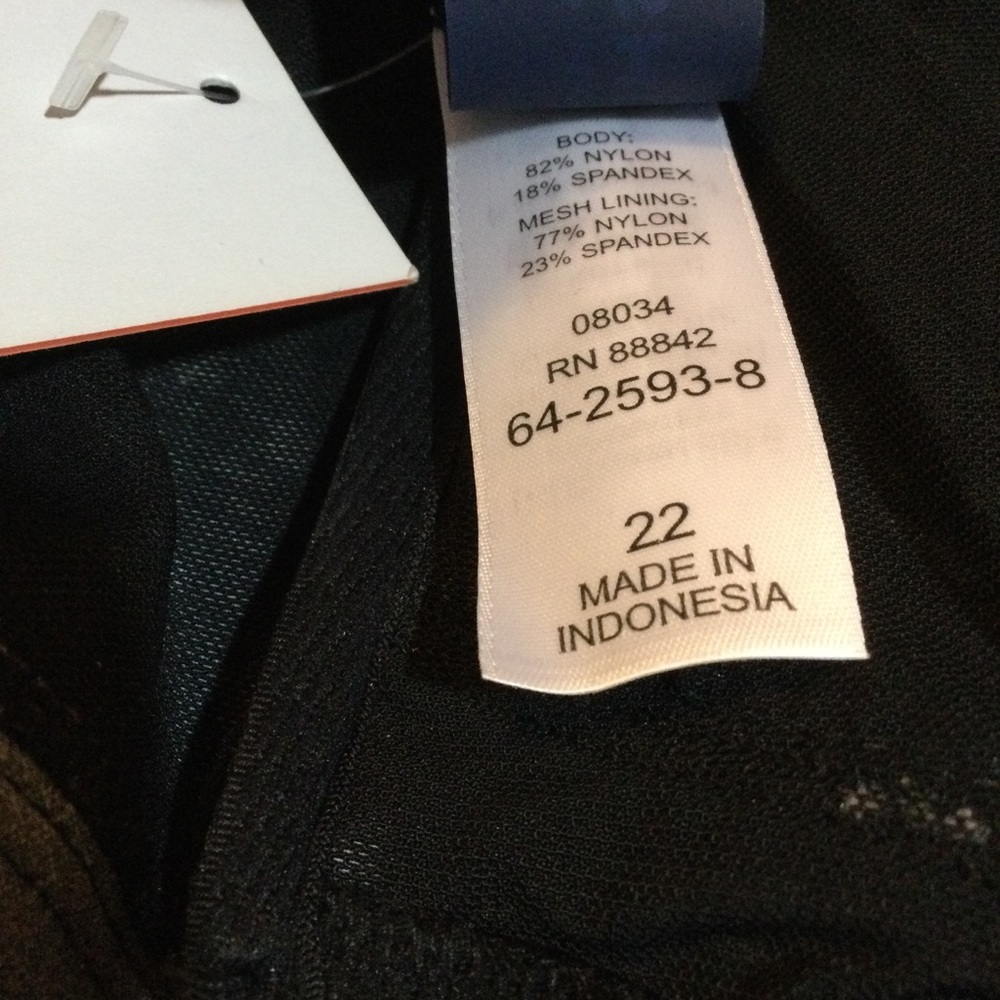 BODY:
82% NYLON
18% SPANDEX
MESH LINING:
77% NYLON
23% SPANDEX
08034
RN 88842
64-2593-8
22
MADE IN
INDONESIA